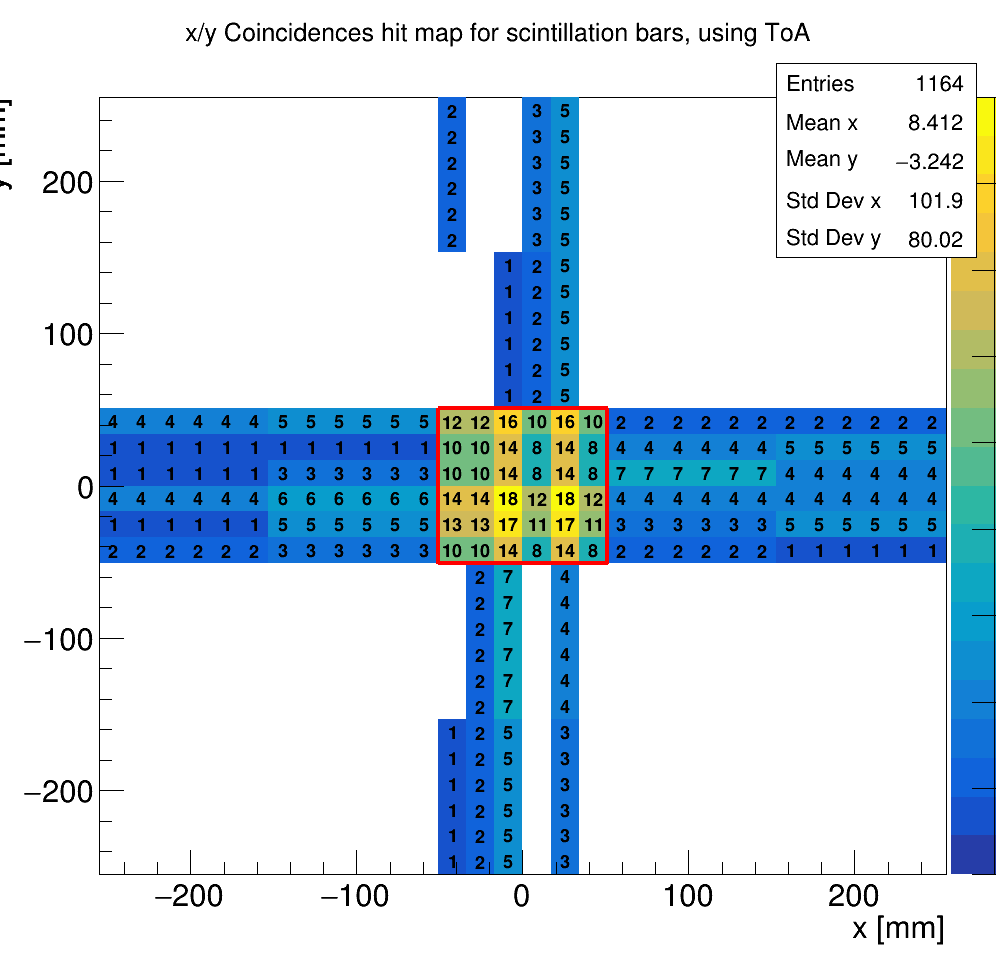 x/y Coincidences hit map for scintillation bars, using ToA
Entries 1164
Mean x 8.412
Mean y −3.242
Std Dev x 101.9
Std Dev y 80.02
y [mm]
200
100
0
−100
−200
2 3 5
2 3 5
2 3 5
2 3 5
2 3 5
2 3 5
1 2 5
1 2 5
1 2 5
1 2 5
1 2 5
1 2 5
4 4 4 4 4 4 5 5 5 5 5 5 12 12 16 10 16 10 2 2 2 2 2 2 2 2 2 2 2 2
1 1 1 1 1 1 1 1 1 1 1 1 10 10 14 8 14 8 4 4 4 4 4 4 5 5 5 5 5 5
1 1 1 1 1 1 3 3 3 3 3 3 10 10 14 8 14 8 7 7 7 7 7 7 4 4 4 4 4 4
4 4 4 4 4 4 6 6 6 6 6 6 14 14 18 12 18 12 4 4 4 4 4 4 4 4 4 4 4 4
1 1 1 1 1 1 5 5 5 5 5 5 13 13 17 11 17 11 3 3 3 3 3 3 5 5 5 5 5 5
2 2 2 2 2 2 3 3 3 3 3 3 10 10 14 8 14 8 2 2 2 2 2 2 1 1 1 1 1 1
2 7 4
2 7 4
2 7 4
2 7 4
2 7 4
2 7 4
1 2 5 3
1 2 5 3
1 2 5 3
1 2 5 3
1 2 5 3
1 2 5 3
−200 −100 0 100 200
x [mm]